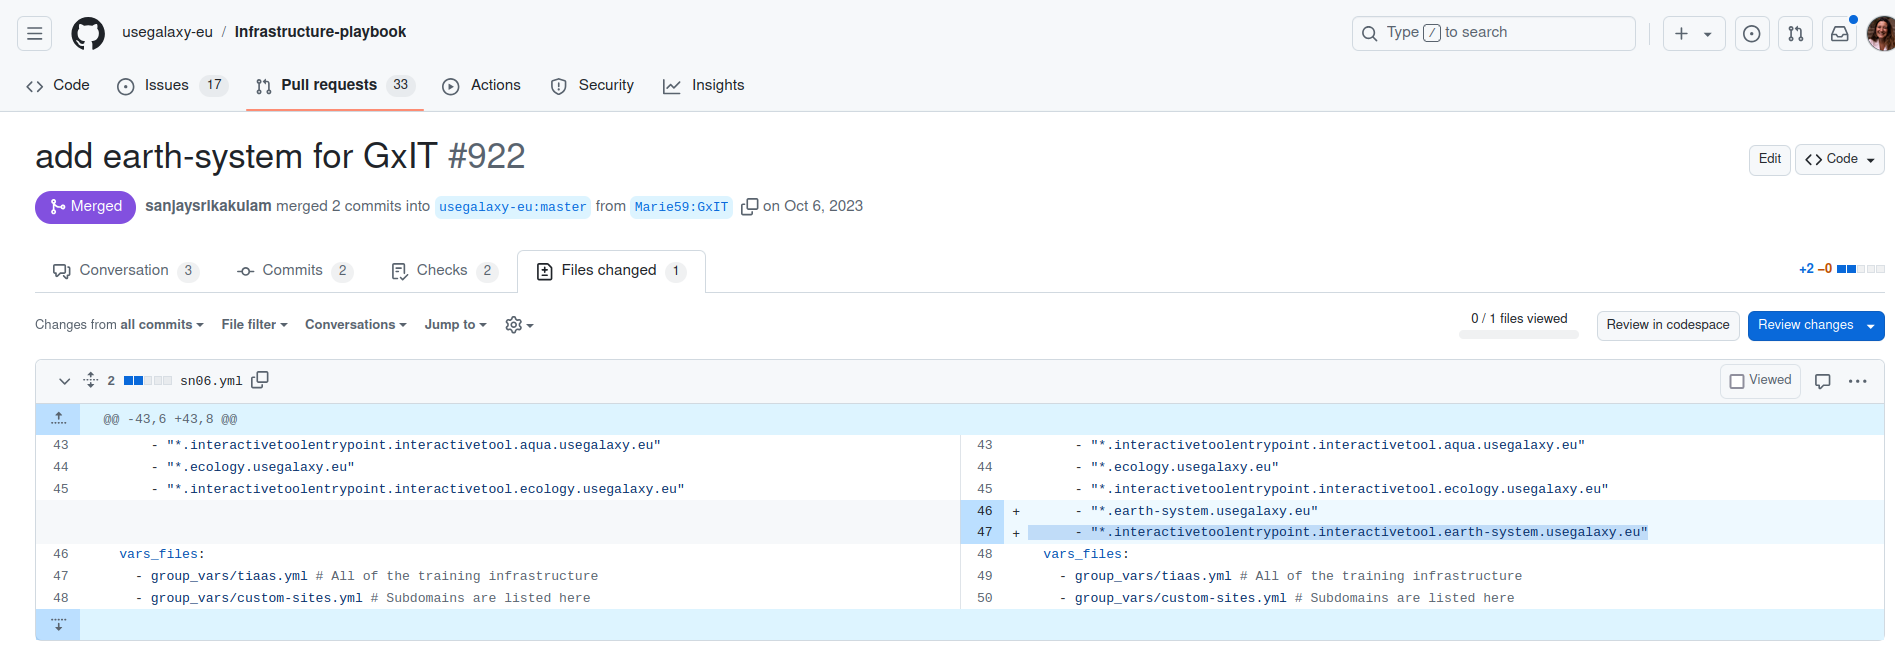 usegalaxy-eu / infrastructure-playbook
Type / to search
Code Issues 17 Pull requests 33 Actions Security Insights
add earth-system for GxIT #922
Edit Code
Merged sanjaysrikakulam merged 2 commits into usegalaxy-eu:master from Marie59:GxIT on Oct 6, 2023
Conversation 3 Commits 2 Checks 2 Files changed 1
+2 −0
Changes from all commits File filter Conversations Jump to
0 / 1 files viewed
Review in codespace Review changes
2 sn06.yml
Viewed
@@ -43,6 +43,8 @@
43 - "*.interactivetoolentrypoint.interactivetool.aqua.usegalaxy.eu" 43 - "*.interactivetoolentrypoint.interactivetool.aqua.usegalaxy.eu"
44 - "*.ecology.usegalaxy.eu" 44 - "*.ecology.usegalaxy.eu"
45 - "*.interactivetoolentrypoint.interactivetool.ecology.usegalaxy.eu" 45 - "*.interactivetoolentrypoint.interactivetool.ecology.usegalaxy.eu"
46 + - "*.earth-system.usegalaxy.eu"
47 + - "*.interactivetoolentrypoint.interactivetool.earth-system.usegalaxy.eu"
46 vars_files: 48 vars_files:
47 - group_vars/tiaas.yml # All of the training infrastructure 49 - group_vars/tiaas.yml # All of the training infrastructure
48 - group_vars/custom-sites.yml # Subdomains are listed here 50 - group_vars/custom-sites.yml # Subdomains are listed here